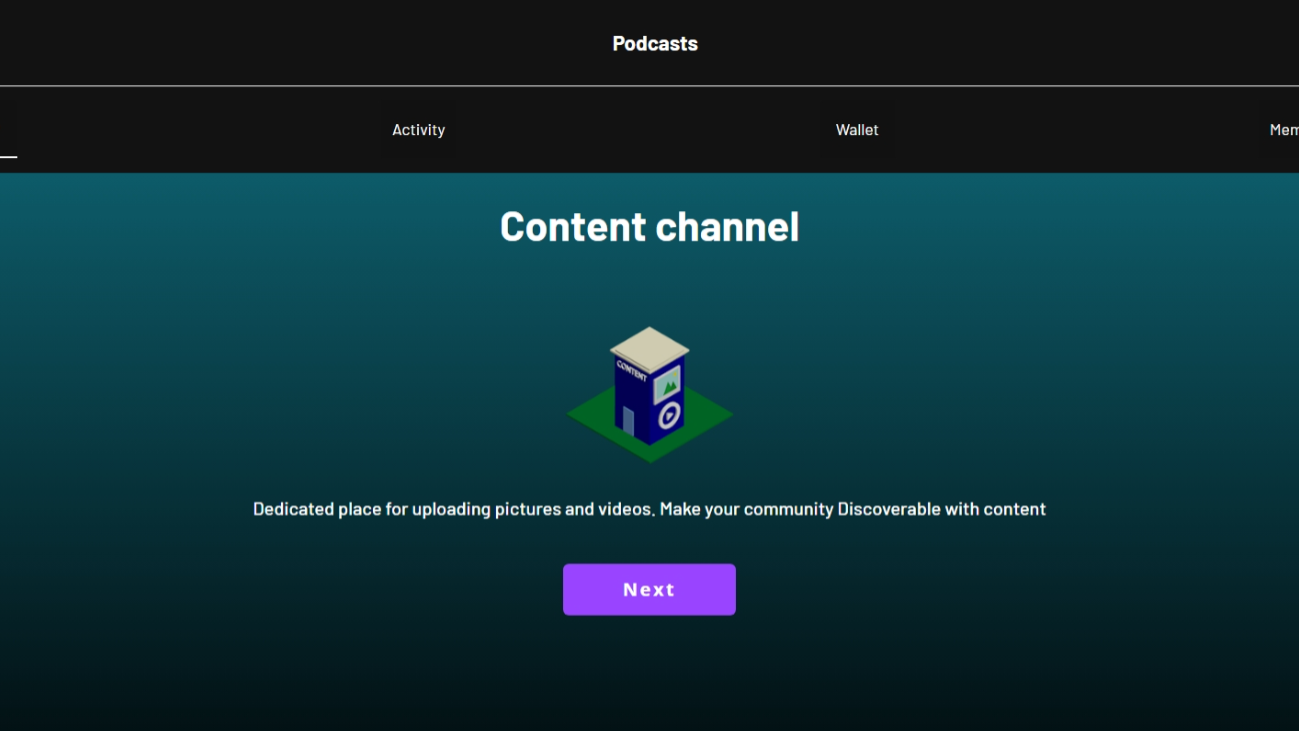 Podcasts
Activity Wallet Mem
Content channel
CONTENT
Dedicated place for uploading pictures and videos. Make your community Discoverable with content
Next